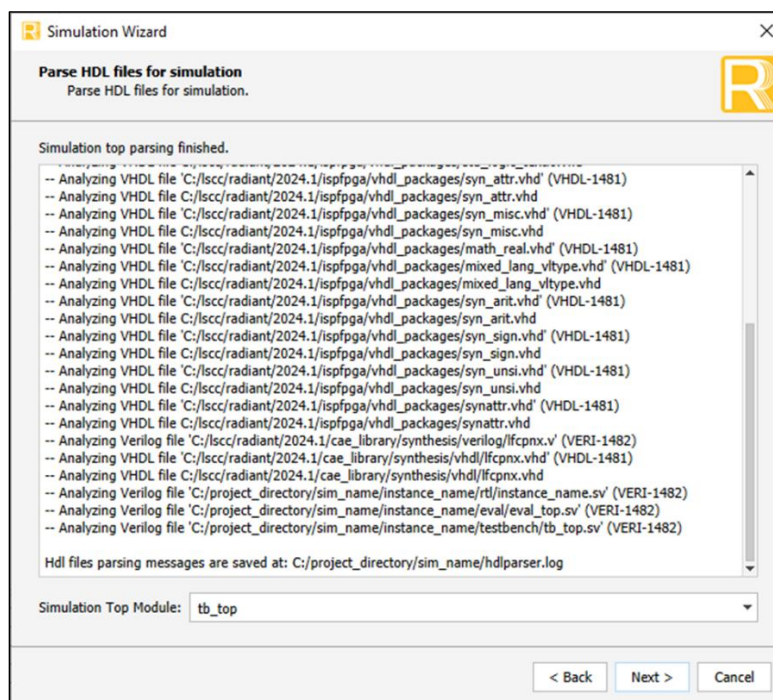 Simulation Wizard
Parse HDL files for simulation
Parse HDL files for simulation.
Simulation top parsing finished.
-- Analyzing VHDL file 'C:/lscc/radiant/2024.1/ispfpga/vhdl_packages/syn_attr.vhd' (VHDL-1481)
-- Analyzing VHDL file C:/lscc/radiant/2024.1/ispfpga/vhdl_packages/syn_attr.vhd
-- Analyzing VHDL file 'C:/lscc/radiant/2024.1/ispfpga/vhdl_packages/syn_misc.vhd' (VHDL-1481)
-- Analyzing VHDL file C:/lscc/radiant/2024.1/ispfpga/vhdl_packages/syn_misc.vhd
-- Analyzing VHDL file 'C:/lscc/radiant/2024.1/ispfpga/vhdl_packages/math_real.vhd' (VHDL-1481)
-- Analyzing VHDL file 'C:/lscc/radiant/2024.1/ispfpga/vhdl_packages/mixed_lang_vltype.vhd' (VHDL-1481)
-- Analyzing VHDL file C:/lscc/radiant/2024.1/ispfpga/vhdl_packages/mixed_lang_vltype.vhd
-- Analyzing VHDL file 'C:/lscc/radiant/2024.1/ispfpga/vhdl_packages/syn_arit.vhd' (VHDL-1481)
-- Analyzing VHDL file C:/lscc/radiant/2024.1/ispfpga/vhdl_packages/syn_arit.vhd
-- Analyzing VHDL file 'C:/lscc/radiant/2024.1/ispfpga/vhdl_packages/syn_sign.vhd' (VHDL-1481)
-- Analyzing VHDL file C:/lscc/radiant/2024.1/ispfpga/vhdl_packages/syn_sign.vhd
-- Analyzing VHDL file 'C:/lscc/radiant/2024.1/ispfpga/vhdl_packages/syn_unsi.vhd' (VHDL-1481)
-- Analyzing VHDL file C:/lscc/radiant/2024.1/ispfpga/vhdl_packages/syn_unsi.vhd
-- Analyzing VHDL file 'C:/lscc/radiant/2024.1/ispfpga/vhdl_packages/synattr.vhd' (VHDL-1481)
-- Analyzing VHDL file C:/lscc/radiant/2024.1/ispfpga/vhdl_packages/synattr.vhd
-- Analyzing Verilog file 'C:/lscc/radiant/2024.1/cae_library/synthesis/verilog/lfcpnx.v' (VERI-1482)
-- Analyzing VHDL file 'C:/lscc/radiant/2024.1/cae_library/synthesis/vhdl/lfcpnx.vhd' (VHDL-1481)
-- Analyzing VHDL file C:/lscc/radiant/2024.1/cae_library/synthesis/vhdl/lfcpnx.vhd
-- Analyzing Verilog file 'C:/project_directory/sim_name/instance_name/rtl/instance_name.sv' (VERI-1482)
-- Analyzing Verilog file 'C:/project_directory/sim_name/instance_name/eval/eval_top.sv' (VERI-1482)
-- Analyzing Verilog file 'C:/project_directory/sim_name/instance_name/testbench/tb_top.sv' (VERI-1482)
Hdl files parsing messages are saved at: C:/project_directory/sim_name/hdlparser.log
Simulation Top Module: tb_top
< Back Next > Cancel